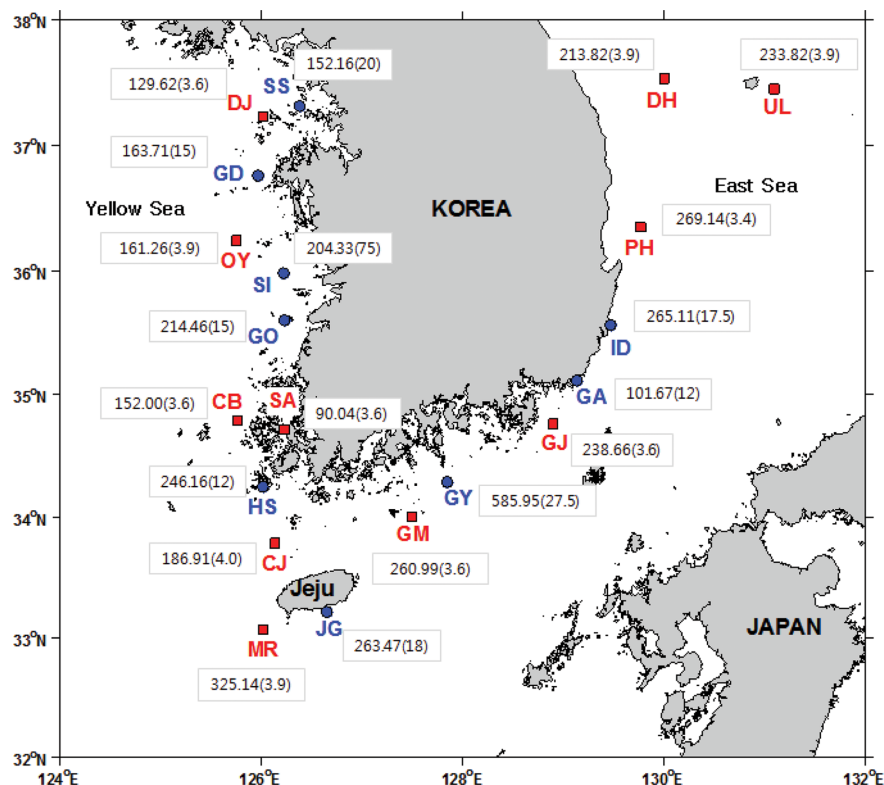 38°N
37°N
36°N
35°N
34°N
33°N
32°N
124°E
126°E
128°E
130°E
132°E
152.16(20)
SS
129.62(3.6)
DJ
163.71(15)
GD
Yellow Sea
161.26(3.9)
OY
204.33(75)
SI
214.46(15)
GO
152.00(3.6)
CB
SA
90.04(3.6)
246.16(12)
HS
186.91(4.0)
CJ
Jeju
MR
325.14(3.9)
JG
263.47(18)
GM
260.99(3.6)
GY
585.95(27.5)
KOREA
213.82(3.9)
DH
233.82(3.9)
UL
East Sea
269.14(3.4)
PH
265.11(17.5)
ID
GA
101.67(12)
GJ
238.66(3.6)
JAPAN